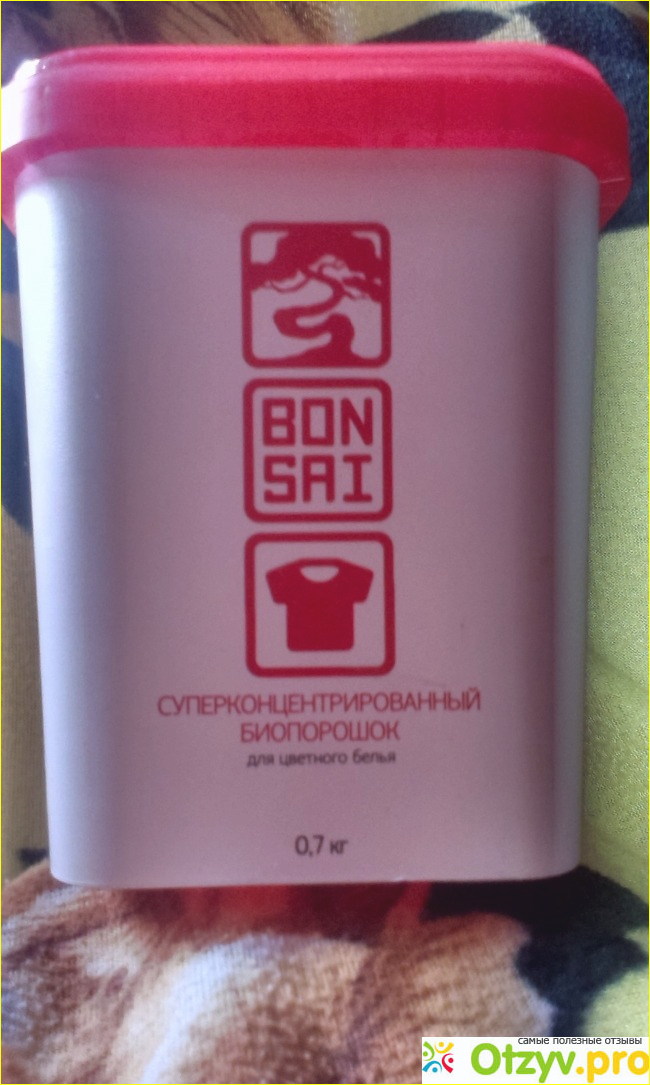 BON
SAI
СУПЕРКОНЦЕНТРИРОВАННЫЙ
БИОПОРОШОК
для цветного белья
0,7 кг
самые полезные отзывы
Otzyv.pro